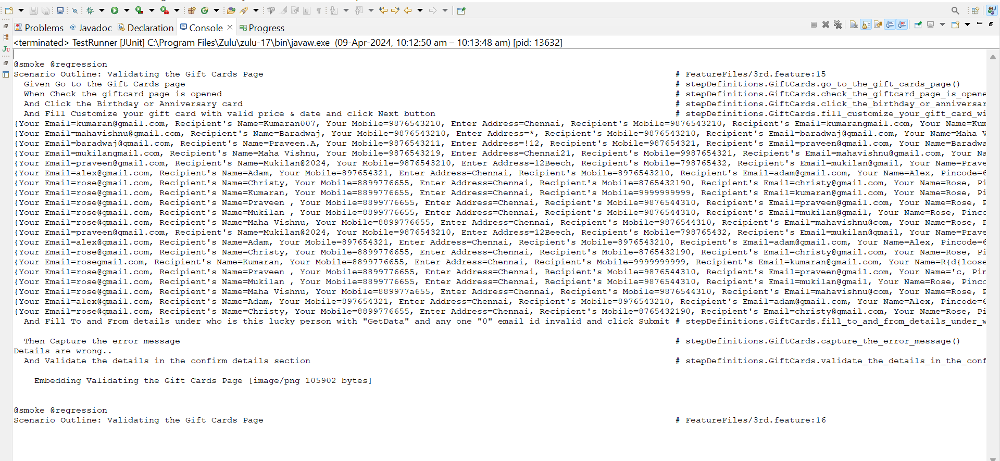 Problems Javadoc Declaration Console Progress
<terminated> TestRunner [JUnit] C:\Program Files\Zulu\zulu-17\bin\javaw.exe (09-Apr-2024, 10:12:50 am – 10:13:48 am) [pid: 13632]
@smoke @regression
Scenario Outline: Validating the Gift Cards Page # FeatureFiles/3rd.feature:15
Given Go to the Gift Cards page # stepDefinitions.GiftCards.go_to_the_gift_cards_page()
When Check the giftcard page is opened # stepDefinitions.GiftCards.check_the_giftcard_page_is_opene
And Click the Birthday or Anniversary card # stepDefinitions.GiftCards.click_the_birthday_or_anniversar
And Fill Customize your gift card with valid price & date and click Next button # stepDefinitions.GiftCards.fill_customize_your_gift_card_wi
{Your Email=kumaran@gmail.com, Recipient's Name=Kumaran007, Your Mobile=9876543210, Enter Address=Chennai, Recipient's Mobile=9876543210, Recipient's Email=kumarangmail.com, Your Name=Kum
{Your Email=mahavishnu@gmail.com, Recipient's Name=Baradwaj, Your Mobile=9876543210, Enter Address=*, Recipient's Mobile=9876543210, Recipient's Email=baradwaj@gmail.com, Your Name=Maha V
{Your Email=baradwaj@gmail.com, Recipient's Name=Praveen.A, Your Mobile=9876543211, Enter Address=!12, Recipient's Mobile=987654321, Recipient's Email=praveen@gmail.com, Your Name=Baradwa
{Your Email=mukilangmail.com, Recipient's Name=Maha Vishnu, Your Mobile=9876543219, Enter Address=Chennai21, Recipient's Mobile=9987654321, Recipient's Email=mahavishnu@gmail.com, Your Na
{Your Email=praveen@gmail.com, Recipient's Name=Mukilan@2024, Your Mobile=9876543210, Enter Address=12Beech, Recipient's Mobile=798765432, Recipient's Email=mukilan@gmail, Your Name=Prave
{Your Email=alex@gmail.com, Recipient's Name=Adam, Your Mobile=897654321, Enter Address=Chennai, Recipient's Mobile=8976543210, Recipient's Email=adam@gmail.com, Your Name=Alex, Pincode=6
{Your Email=rose@gmail.com, Recipient's Name=Christy, Your Mobile=8899776655, Enter Address=Chennai, Recipient's Mobile=8765432190, Recipient's Email=christy@gmail.com, Your Name=Rose, Pi
{Your Email=rose@gmail.com, Recipient's Name=Kumaran, Your Mobile=8899776655, Enter Address=Chennai, Recipient's Mobile=9999999999, Recipient's Email=kumaran@gmail.com, Your Name=Rose, Pi
{Your Email=rose@gmail.com, Recipient's Name=Praveen , Your Mobile=8899776655, Enter Address=Chennai, Recipient's Mobile=9876544310, Recipient's Email=praveen@gmail.com, Your Name=Rose, Pi
{Your Email=rose@gmail.com, Recipient's Name=Mukilan , Your Mobile=8899776655, Enter Address=Chennai, Recipient's Mobile=9876544310, Recipient's Email=mukilan@gmail, Your Name=Rose, Pinco
{Your Email=rose@gmail.com, Recipient's Name=Maha Vishnu, Your Mobile=8899776655, Enter Address=Chennai, Recipient's Mobile=9876544310, Recipient's Email=mahavishnu@com, Your Name=Rose, P
{Your Email=praveen@gmail.com, Recipient's Name=Mukilan@2024, Your Mobile=9876543210, Enter Address=12Beech, Recipient's Mobile=798765432, Recipient's Email=mukilan@gmail, Your Name=Prave
{Your Email=alex@gmail.com, Recipient's Name=Adam, Your Mobile=897654321, Enter Address=Chennai, Recipient's Mobile=8976543210, Recipient's Email=adam@gmail.com, Your Name=Alex, Pincode=6
{Your Email=rose@gmail.com, Recipient's Name=Christy, Your Mobile=8899776655, Enter Address=Chennai, Recipient's Mobile=8765432190, Recipient's Email=christy@gmail.com, Your Name=Rose, Pi
{Your Email=rosegmail.com, Recipient's Name=Kumaran, Your Mobile=8899776655, Enter Address=Chennai, Recipient's Mobile=9999999999, Recipient's Email=kumaran@gmail.com, Your Name=R{d{lcose
{Your Email=rose@gmail.com, Recipient's Name=Praveen , Your Mobile=8899776655, Enter Address=Chennai, Recipient's Mobile=9876544310, Recipient's Email=praveen@gmail.com, Your Name='c, Pin
{Your Email=rose@gmail.com, Recipient's Name=Mukilan , Your Mobile=8899776655, Enter Address=Chennai, Recipient's Mobile=9876544310, Recipient's Email=mukilan@gmail, Your Name=Rose, Pinco
{Your Email=rose@gmail.com, Recipient's Name=Maha Vishnu, Your Mobile=889977a655, Enter Address=Chennai, Recipient's Mobile=9876544310, Recipient's Email=mahavishnu@com, Your Name=Rose, P
{Your Email=alex@gmail.com, Recipient's Name=Adam, Your Mobile=897654321, Enter Address=Chennai, Recipient's Mobile=8976543210, Recipient's Email=adam@gmail.com, Your Name=Alex, Pincode=6
{Your Email=rose@gmail.com, Recipient's Name=Christy, Your Mobile=8899776655, Enter Address=Chennai, Recipient's Mobile=8765432190, Recipient's Email=christy@gmail.com, Your Name=Rose, Pi
And Fill To and From details under who is this lucky person with "GetData" and any one "0" email id invalid and click Submit # stepDefinitions.GiftCards.fill_to_and_from_details_under_w
Then Capture the error message # stepDefinitions.GiftCards.capture_the_error_message()
Details are wrong..
And Validate the details in the confirm details section # stepDefinitions.GiftCards.validate_the_details_in_the_conf
Embedding Validating the Gift Cards Page [image/png 105902 bytes]
@smoke @regression
Scenario Outline: Validating the Gift Cards Page # FeatureFiles/3rd.feature:16